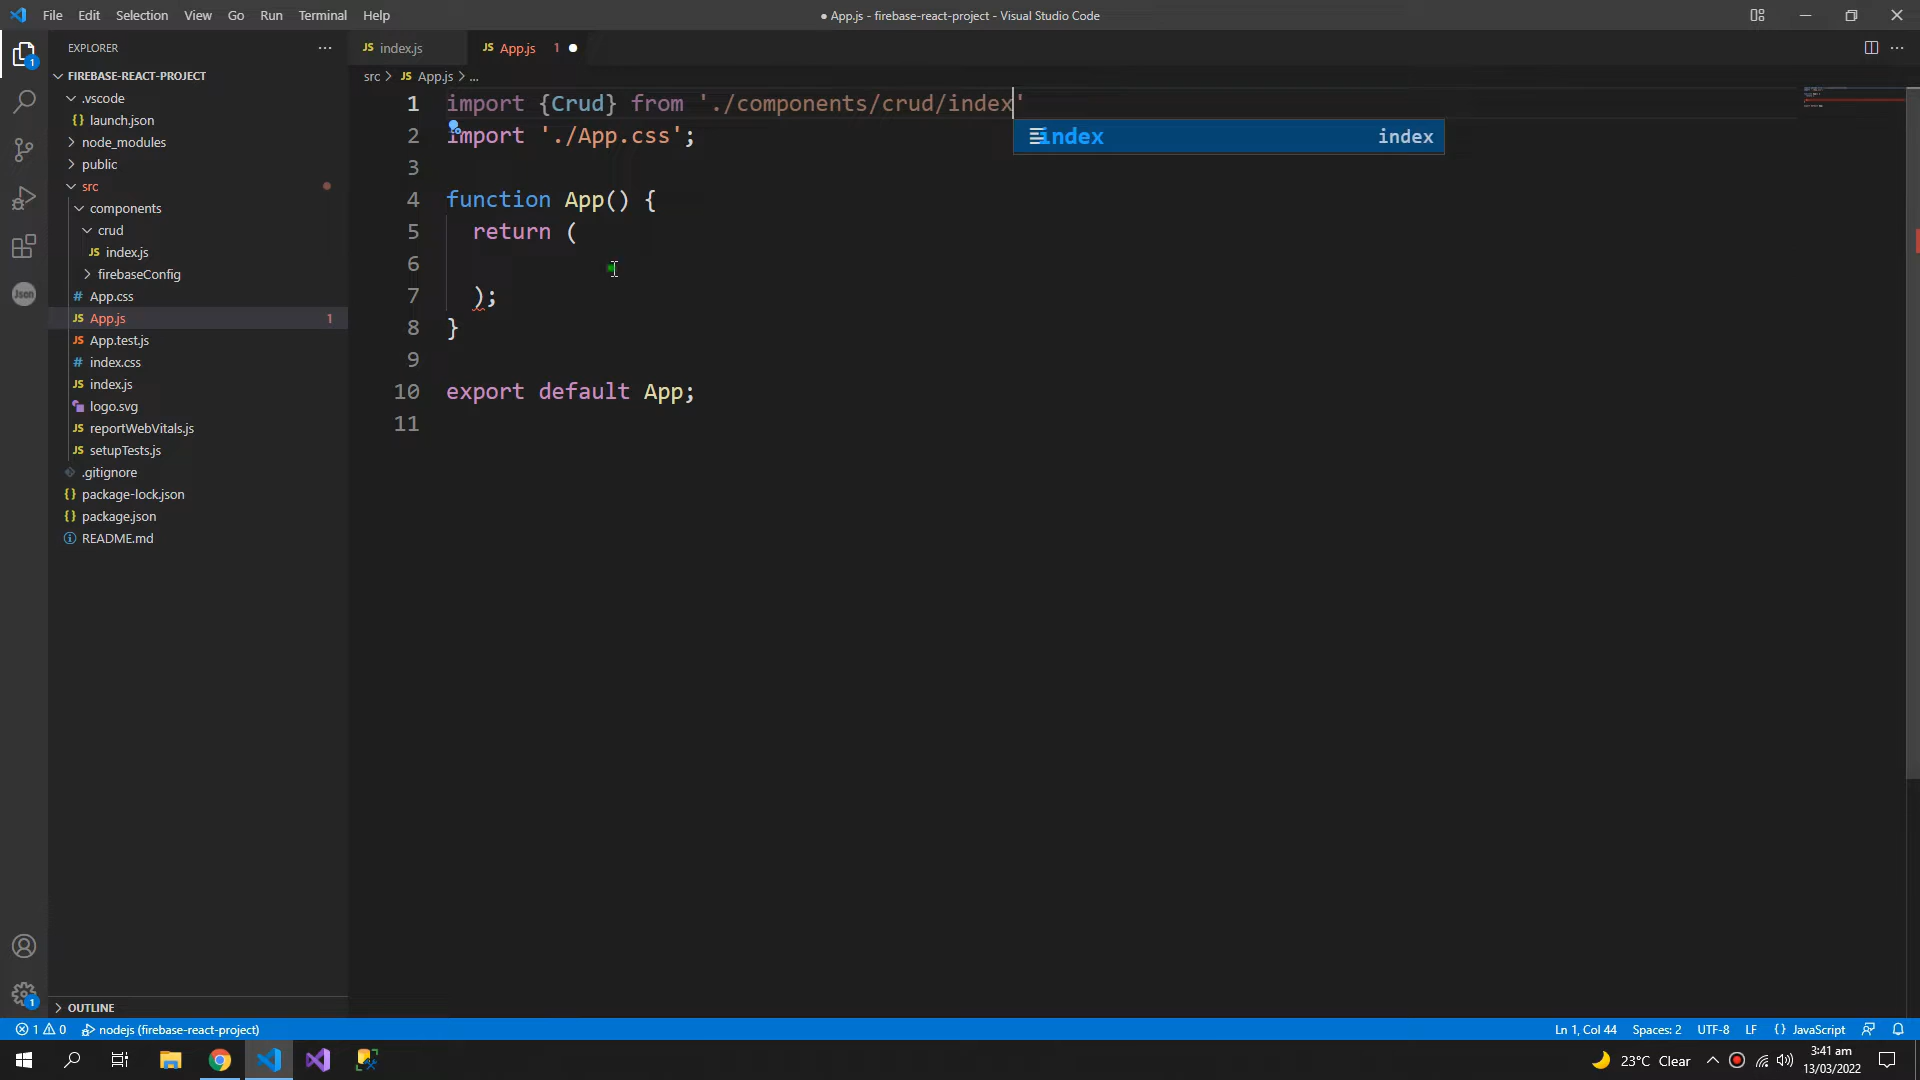 File Edit Selection View Go Run Terminal Help
● App.js - firebase-react-project - Visual Studio Code
EXPLORER
FIREBASE-REACT-PROJECT
.vscode
launch.json
node_modules
public
src
components
crud
index.js
firebaseConfig
App.css
App.js 1
App.test.js
index.css
index.js
logo.svg
reportWebVitals.js
setupTests.js
.gitignore
package-lock.json
package.json
README.md
OUTLINE
index.js App.js 1
src > App.js > ...
1 import {Crud} from './components/crud/index'
index index
2 import './App.css';
3
4 function App() {
5 return (
6
7 );
8 }
9
10 export default App;
11
1
Json
1
1 0 nodejs (firebase-react-project)
Ln 1, Col 44 Spaces: 2 UTF-8 LF {} JavaScript
23°C Clear
3:41 am
13/03/2022